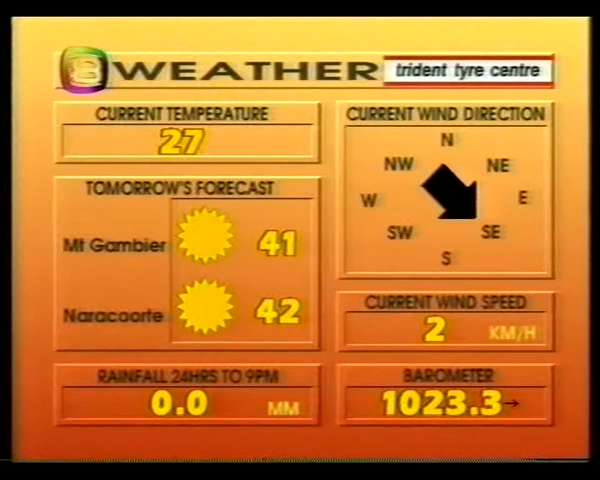 8 WEATHER trident tyre centre
CURRENT TEMPERATURE
27
TOMORROW'S FORECAST
Mt Gambier 41
Naracoorte 42
RAINFALL 24HRS TO 9PM
0.0 MM
CURRENT WIND DIRECTION
N
NW NE
W E
SW SE
S
CURRENT WIND SPEED
2 KM/H
BAROMETER
1023.3→